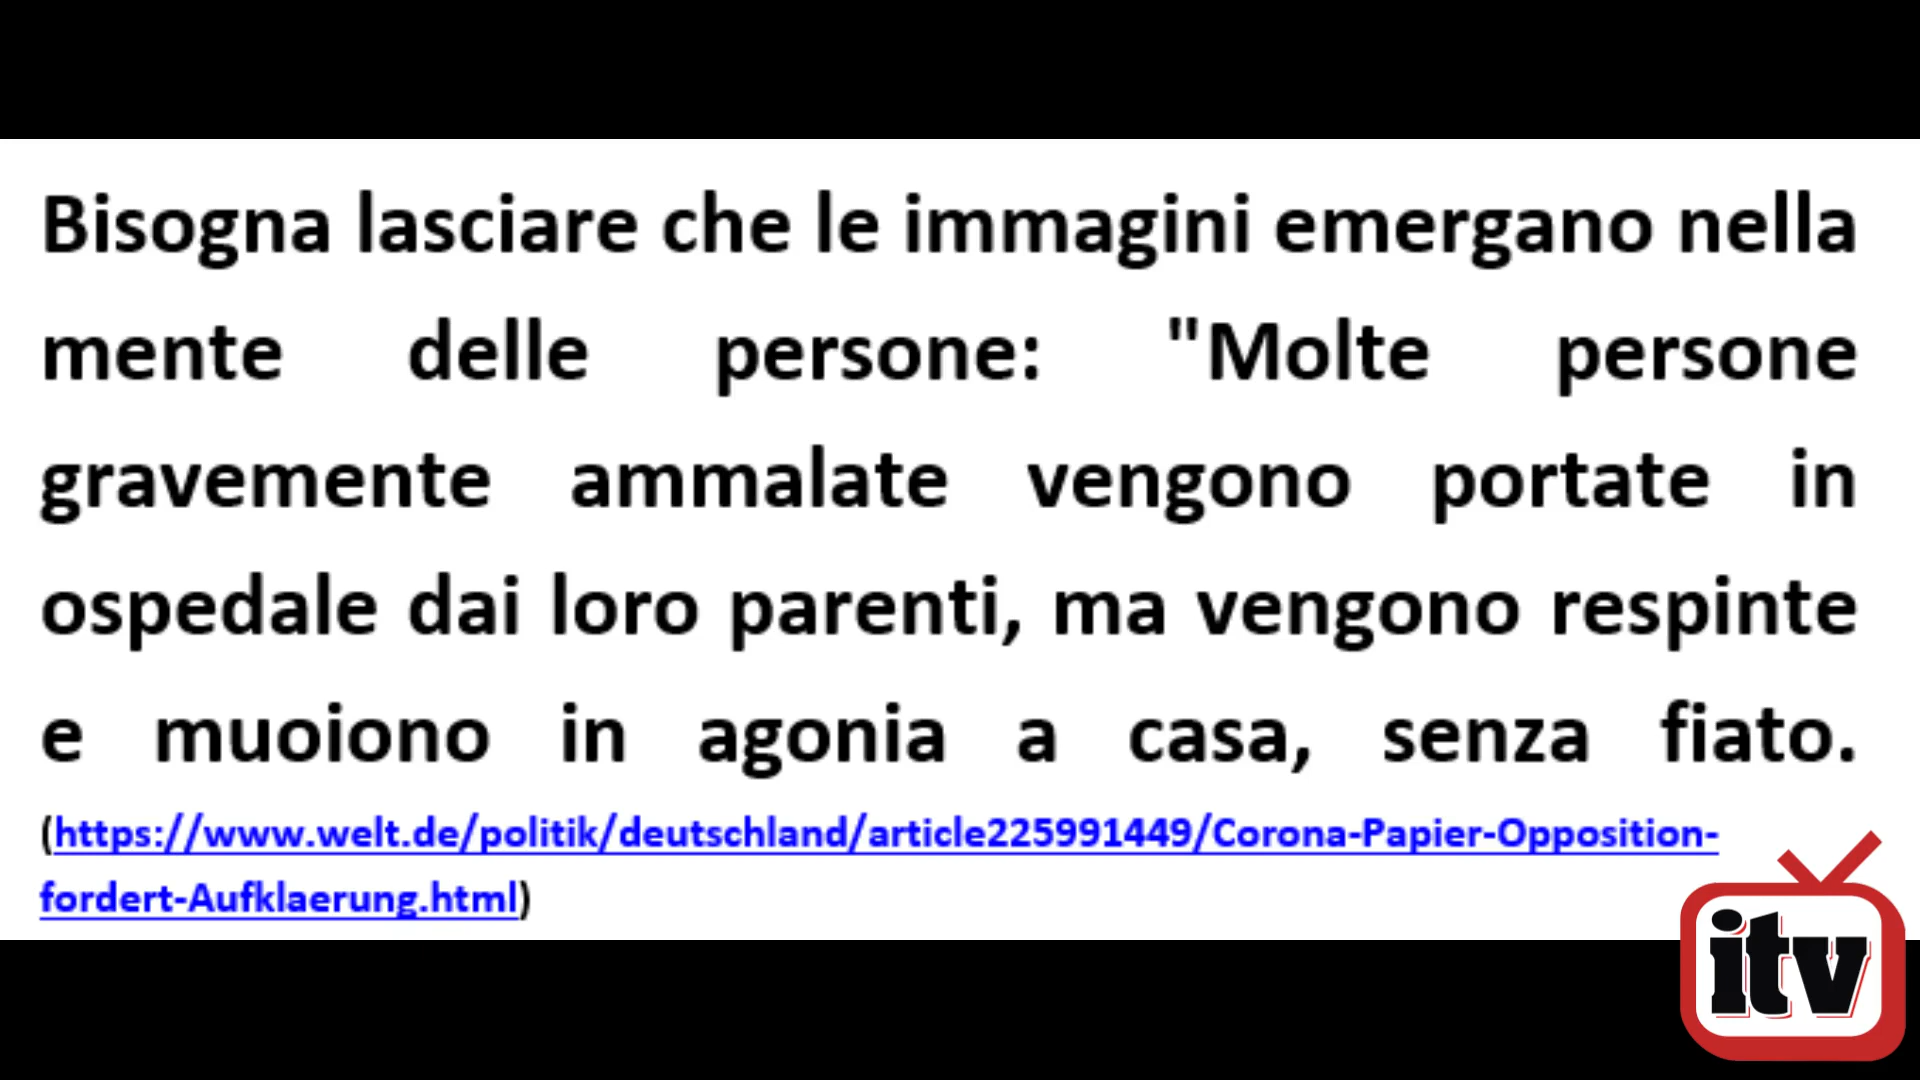 Bisogna lasciare che le immagini emergano nella
mente delle persone: "Molte persone
gravemente ammalate vengono portate in
ospedale dai loro parenti, ma vengono respinte
e muoiono in agonia a casa, senza fiato.
(https://www.welt.de/politik/deutschland/article225991449/Corona-Papier-Opposition-
fordert-Aufklaerung.html)
itv